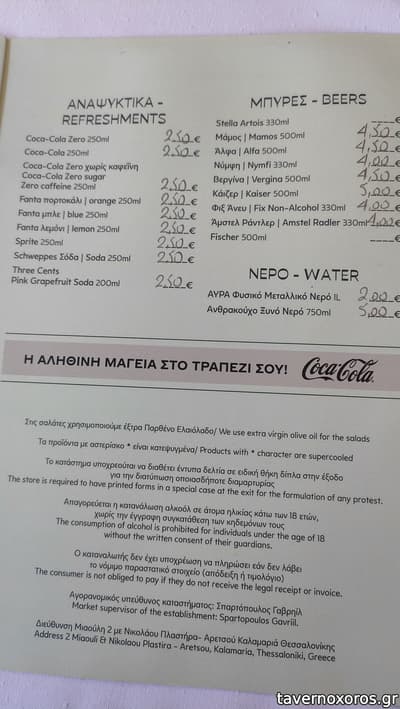 ΑΝΑΨΥΚΤΙΚΑ -
REFRESHMENTS
Coca-Cola Zero 250ml 2,50 €
Coca-Cola 250ml 2,50 €
Coca-Cola Zero χωρίς καφεΐνη
Coca-Cola Zero sugar
Zero caffeine 250ml 2,50 €
Fanta πορτοκάλι | orange 250ml 2,50 €
Fanta μπλε | blue 250ml 2,50 €
Fanta λεμόνι | lemon 250ml 2,50 €
Sprite 250ml 2,50 €
Schweppes Σόδα | Soda 250ml 2,50 €
Three Cents
Pink Grapefruit Soda 200ml 2,50 €
ΜΠΥΡΕΣ - BEERS
Stella Artois 330ml ____€
Μάμος | Mamos 500ml 4,50 €
Άλφα | Alfa 500ml 4,50 €
Νύμφη | Nymfi 330ml 4,00 €
Βεργίνα | Vergina 500ml 4,50 €
Κάιζερ | Kaiser 500ml 5,00 €
Φιξ Άνευ | Fix Non-Alcohol 330ml 4,00 €
Άμστελ Ράντλερ | Amstel Radler 330ml 4,00 €
Fischer 500ml ____€
ΝΕΡΟ - WATER
ΑΥΡΑ Φυσικό Μεταλλικό Νερό 1L 2,00 €
Ανθρακούχο Ξυνό Νερό 750ml 5,00 €
Η ΑΛΗΘΙΝΗ ΜΑΓΕΙΑ ΣΤΟ ΤΡΑΠΕΖΙ ΣΟΥ! Coca-Cola
Στις σαλάτες χρησιμοποιούμε έξτρα Παρθένο Ελαιόλαδο/ We use extra virgin olive oil for the salads
Τα προϊόντα με αστερίσκο * είναι κατεψυγμένα/ Products with * character are supercooled
Το κατάστημα υποχρεούται να διαθέτει έντυπα δελτία σε ειδική θήκη δίπλα στην έξοδο
για την διατύπωση οποιασδήποτε διαμαρτυρίας
The store is required to have printed forms in a special case at the exit for the formulation of any protest.
Απαγορεύεται η κατανάλωση αλκοόλ σε άτομα ηλικίας κάτω των 18 ετών,
χωρίς την έγγραφη συγκατάθεση των κηδεμόνων τους
The consumption of alcohol is prohibited for individuals under the age of 18
without the written consent of their guardians.
Ο καταναλωτής δεν έχει υποχρέωση να πληρώσει εάν δεν λάβει
το νόμιμο παραστατικό στοιχείο (απόδειξη ή τιμολόγιο)
The consumer is not obliged to pay if they do not receive the legal receipt or invoice.
Αγορανομικός υπεύθυνος καταστήματος: Σπαρτόπουλος Γαβριήλ
Market supervisor of the establishment: Spartopoulos Gavriil.
Διεύθυνση Μιαούλη 2 με Νικολάου Πλαστήρα- Αρετσού Καλαμαριά Θεσσαλονίκης
Address 2 Miaouli & Nikolaou Plastira - Aretsou, Kalamaria, Thessaloniki, Greece
tavernoxoros.gr